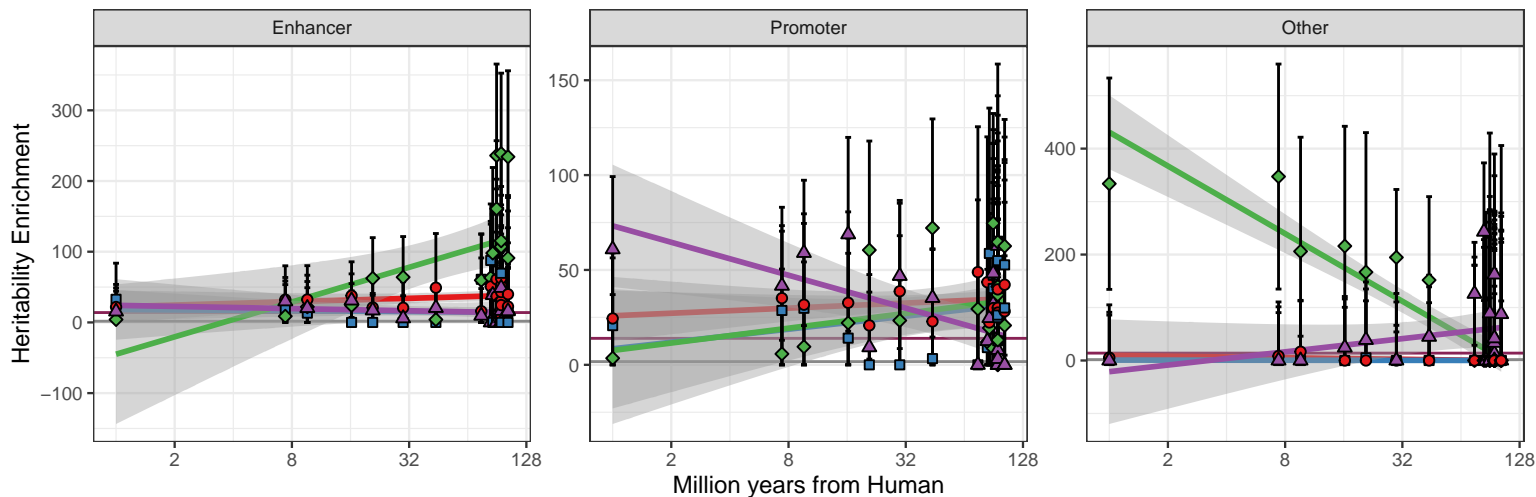 Enhancer
Promoter
Other
Heritability Enrichment
300
200
100
0
−100
150
100
50
0
400
200
0
2 8 32 128
2 8 32 128
2 8 32 128
Million years from Human